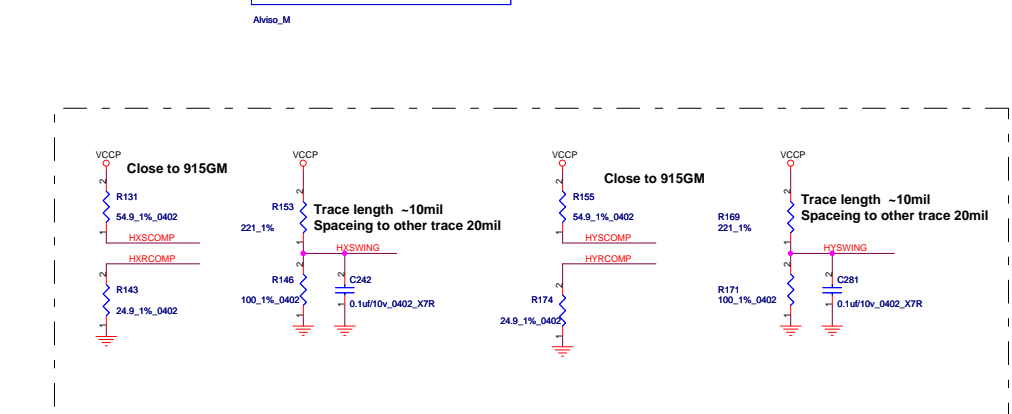 Alviso_M
VCCP
Close to 915GM
2
R131
54.9_1%_0402
1
HXSCOMP
HXRCOMP
2
R143
24.9_1%_0402
1
VCCP
2
R153
221_1%
Trace length ~10mil
Spaceing to other trace 20mil
1
HXSWING
2
R146
100_1%_0402
1
2
C242
0.1uf/10v_0402_X7R
1
VCCP
Close to 915GM
2
R155
54.9_1%_0402
1
HYSCOMP
HYRCOMP
2
R174
24.9_1%_0402
1
VCCP
2
R169
221_1%
Trace length ~10mil
Spaceing to other trace 20mil
1
HYSWING
2
R171
100_1%_0402
1
2
C281
0.1uf/10v_0402_X7R
1